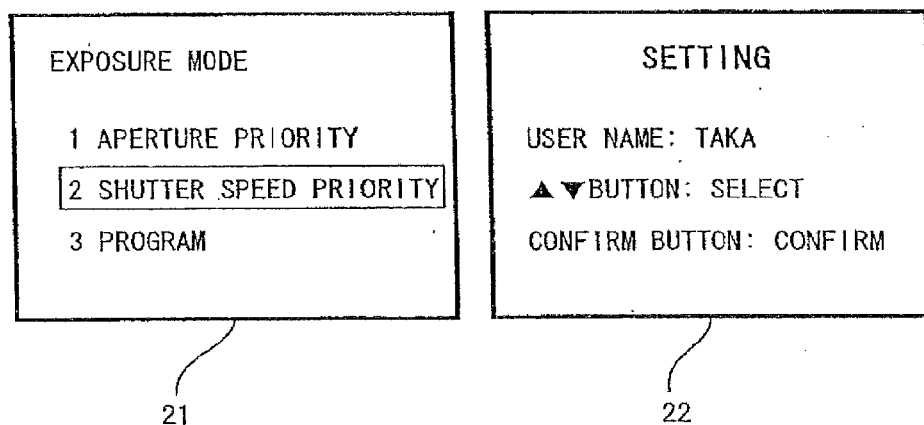 EXPOSURE MODE
1 APERTURE PRIORITY
2 SHUTTER SPEED PRIORITY
3 PROGRAM
21
SETTING
USER NAME: TAKA
▲▼BUTTON: SELECT
CONFIRM BUTTON: CONFIRM
22